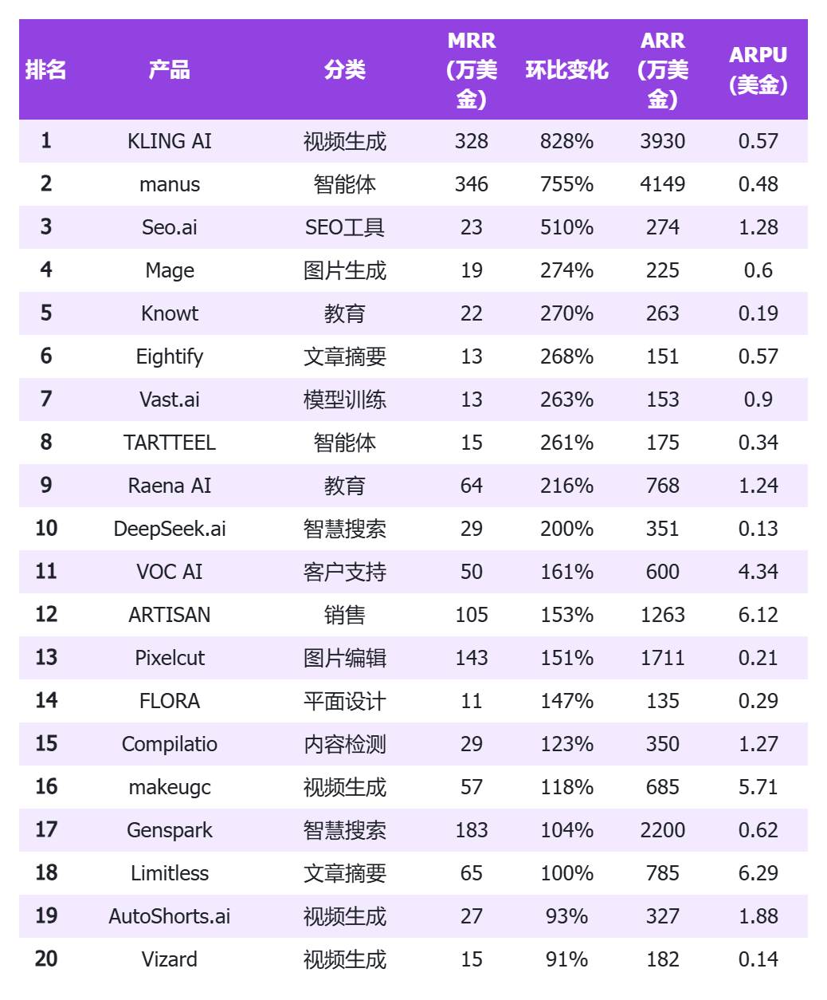 排名 产品 分类 MRR (万美金) 环比变化 ARR (万美金) ARPU (美金)
1 KLING AI 视频生成 328 828% 3930 0.57
2 manus 智能体 346 755% 4149 0.48
3 Seo.ai SEO工具 23 510% 274 1.28
4 Mage 图片生成 19 274% 225 0.6
5 Knowt 教育 22 270% 263 0.19
6 Eightify 文章摘要 13 268% 151 0.57
7 Vast.ai 模型训练 13 263% 153 0.9
8 TARTTEEL 智能体 15 261% 175 0.34
9 Raena AI 教育 64 216% 768 1.24
10 DeepSeek.ai 智慧搜索 29 200% 351 0.13
11 VOC AI 客户支持 50 161% 600 4.34
12 ARTISAN 销售 105 153% 1263 6.12
13 Pixelcut 图片编辑 143 151% 1711 0.21
14 FLORA 平面设计 11 147% 135 0.29
15 Compilatio 内容检测 29 123% 350 1.27
16 makeugc 视频生成 57 118% 685 5.71
17 Genspark 智慧搜索 183 104% 2200 0.62
18 Limitless 文章摘要 65 100% 785 6.29
19 AutoShorts.ai 视频生成 27 93% 327 1.88
20 Vizard 视频生成 15 91% 182 0.14